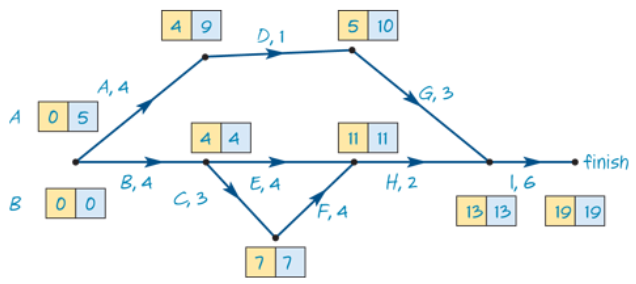 4 9
D, 1
5 10
A, 4
G, 3
A 0 5
4 4
11 11
finish
B, 4
E, 4
H, 2
I, 6
C, 3
F, 4
B 0 0
13 13
19 19
7 7